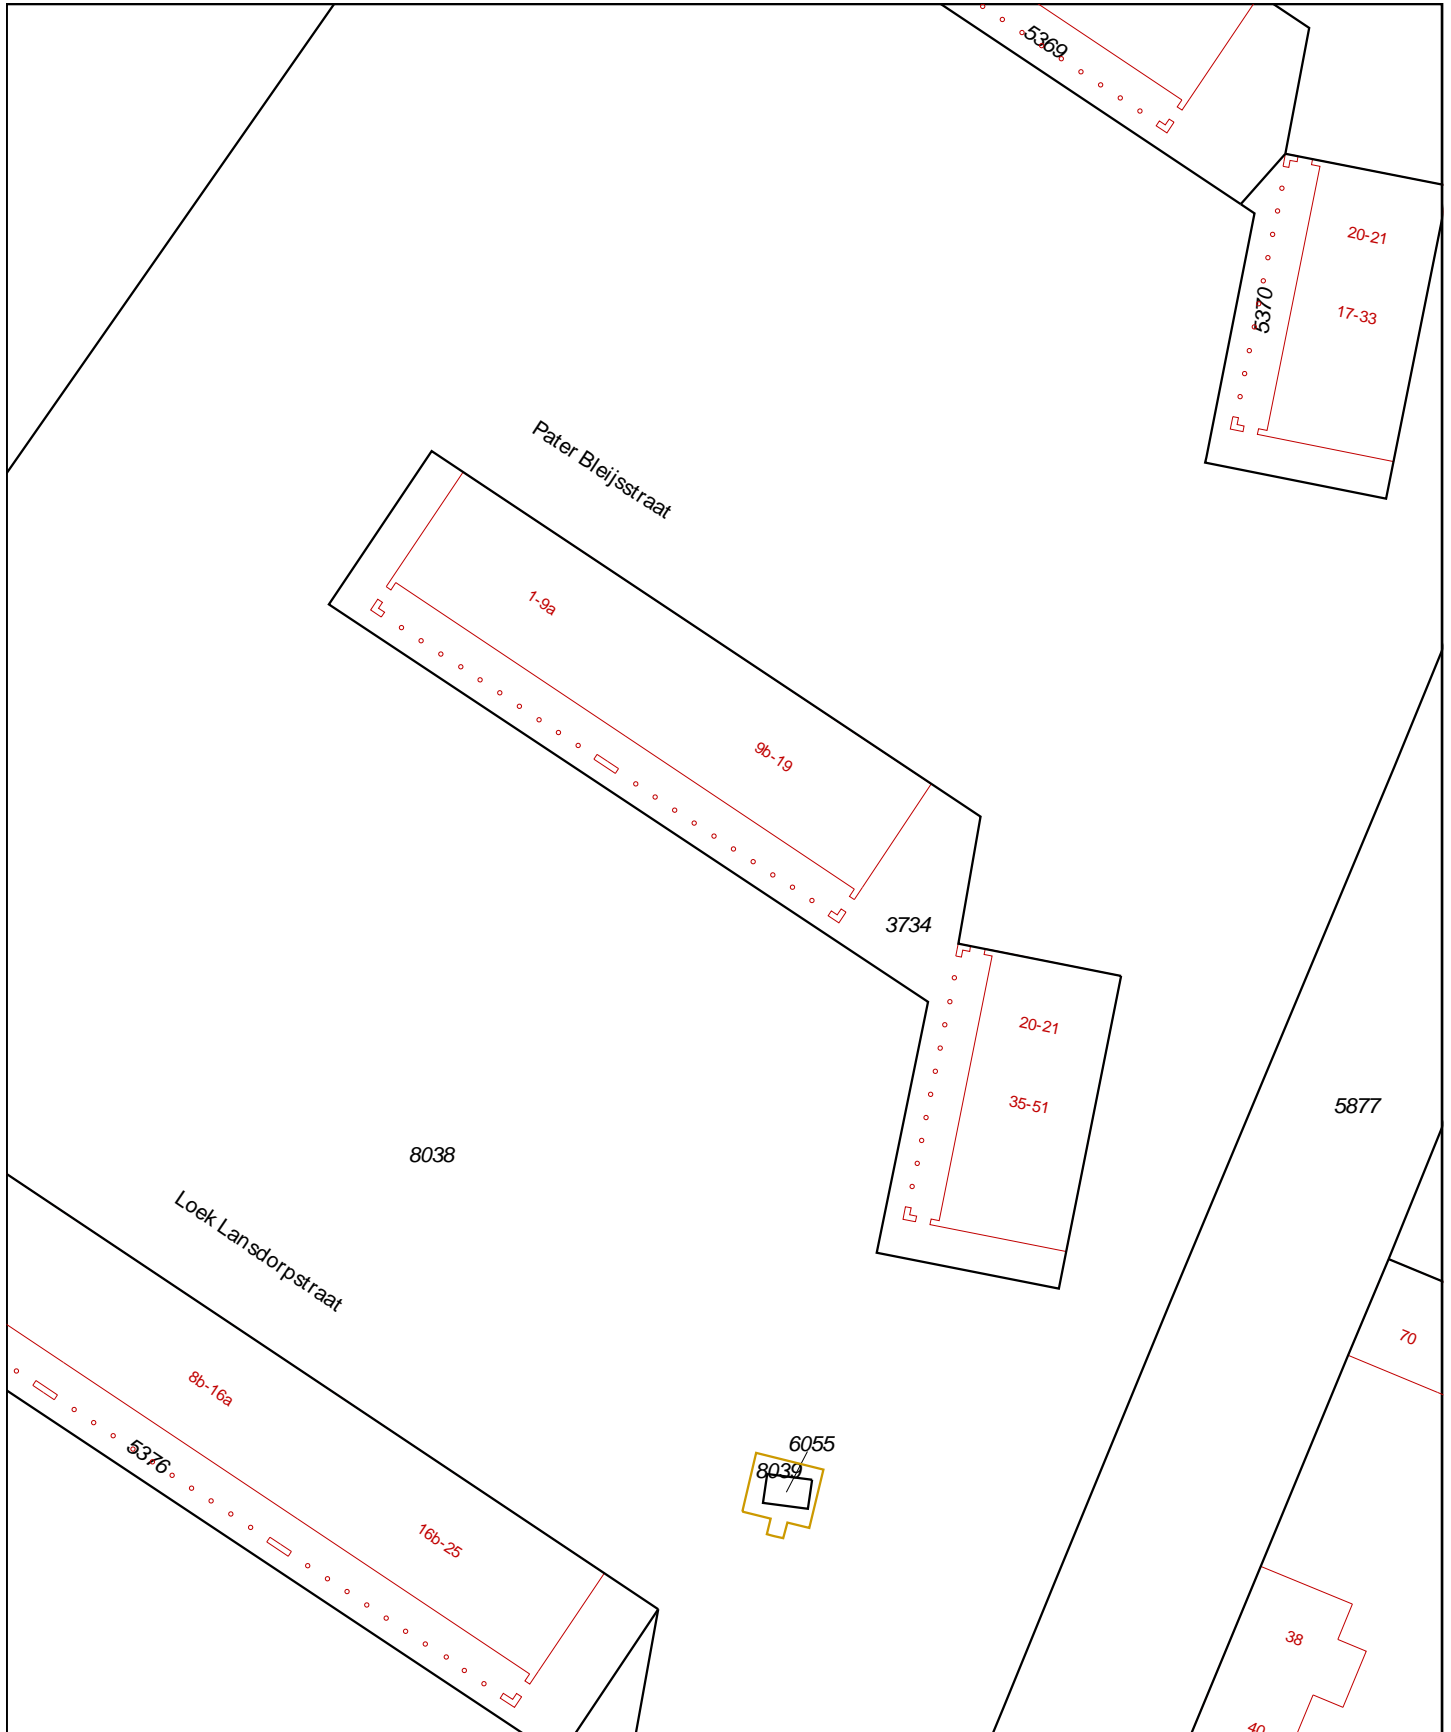 5369
20-21
5370
17-33
Pater Bleijsstraat
1-9a
9b-19
3734
20-21
35-51
5877
8038
Loek Lansdorpstraat
70
8b-16a
6055
5376
8039
16b-25
38
40